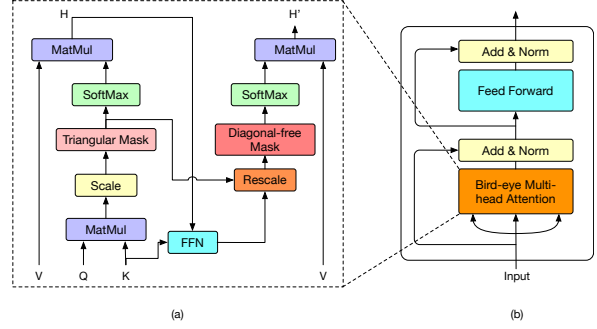 H
H'
MatMul
MatMul
SoftMax
SoftMax
Triangular Mask
Diagonal-free
Mask
Scale
Rescale
MatMul
FFN
V
Q
K
V
(a)
Add & Norm
Feed Forward
Add & Norm
Bird-eye Multi-
head Attention
Input
(b)